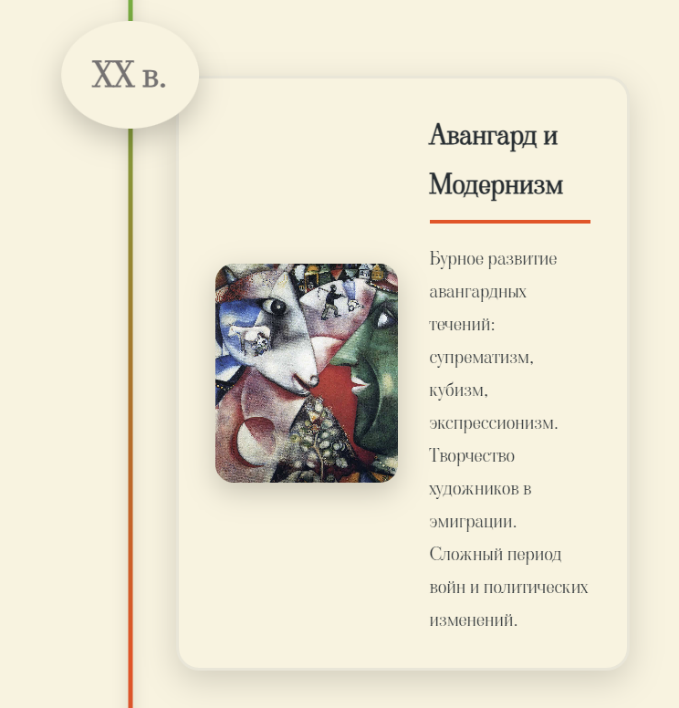 XX в.
Авангард и
Модернизм
Бурное развитие
авангардных
течений:
супрематизм,
кубизм,
экспрессионизм.
Творчество
художников в
эмиграции.
Сложный период
войн и политических
изменений.